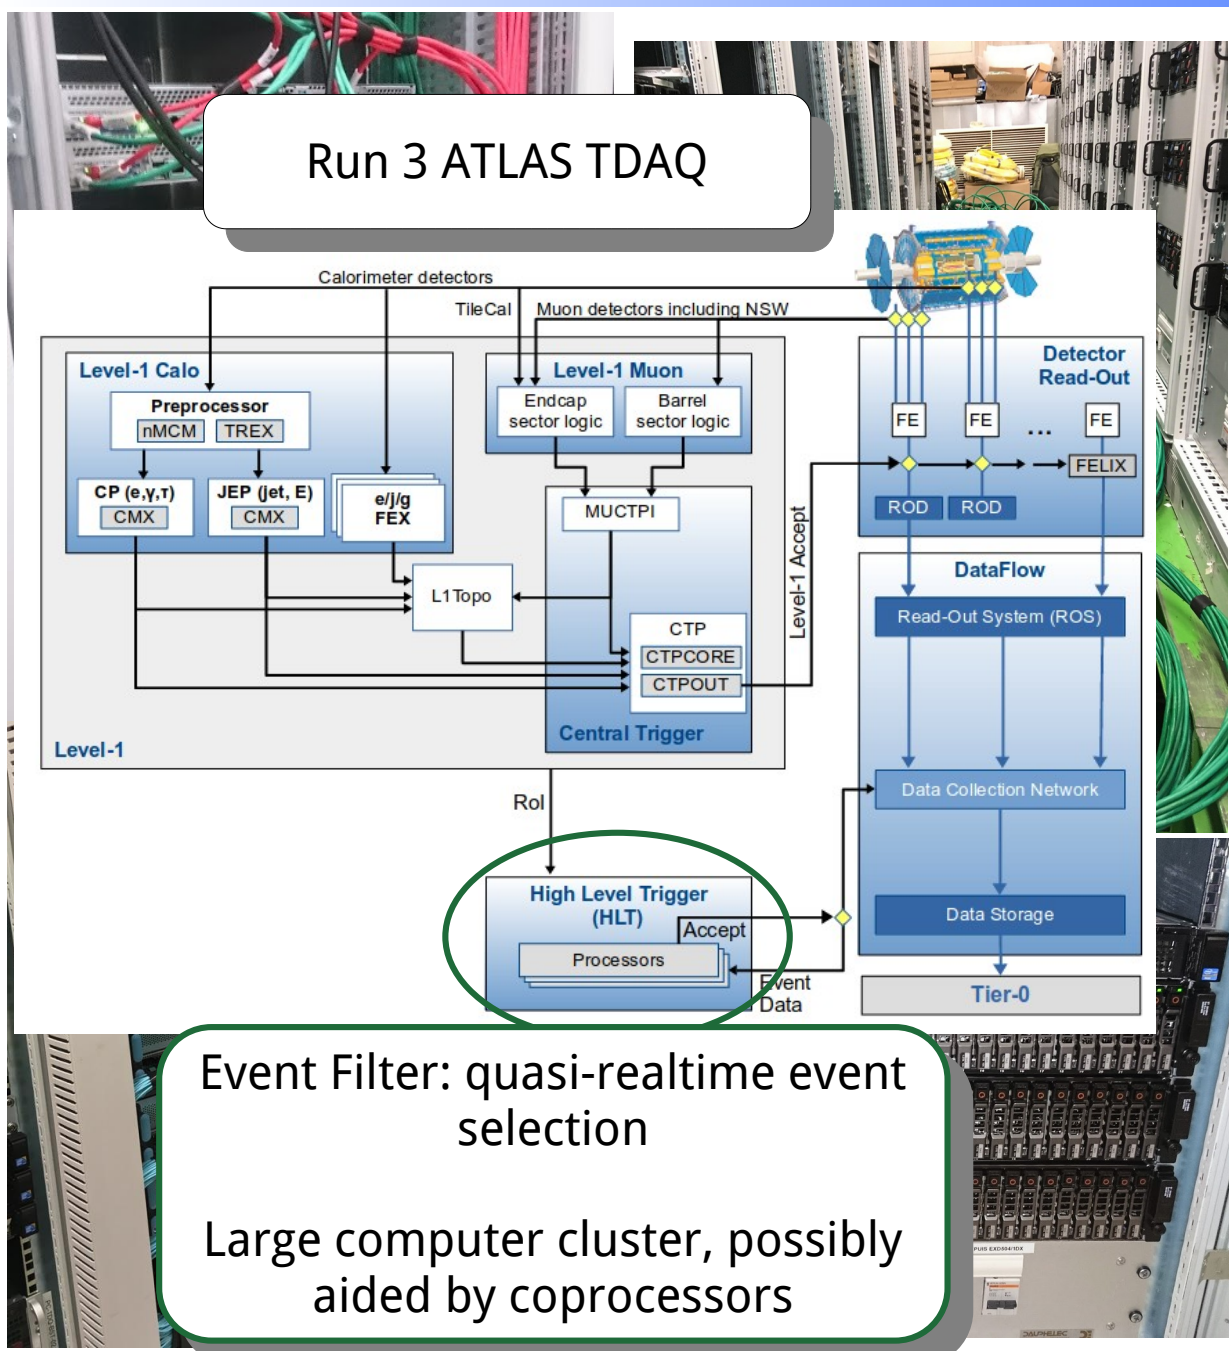 Run 3 ATLAS TDAQ
Calorimeter detectors
TileCal
Muon detectors including NSW
Level-1 Calo
Preprocessor
nMCM
TREX
CP (e,γ,τ)
CMX
JEP (jet, E)
CMX
e/j/g
FEX
Level-1 Muon
Endcap
sector logic
Barrel
sector logic
MUCTPI
L1Topo
CTP
CTPCORE
CTPOUT
Central Trigger
Level-1
Level-1 Accept
Detector
Read-Out
FE
FE
...
FE
FELIX
ROD
ROD
DataFlow
Read-Out System (ROS)
Data Collection Network
Data Storage
Tier-0
RoI
High Level Trigger
(HLT)
Accept
Processors
Event
Data
Event Filter: quasi-realtime event
selection
Large computer cluster, possibly
aided by coprocessors